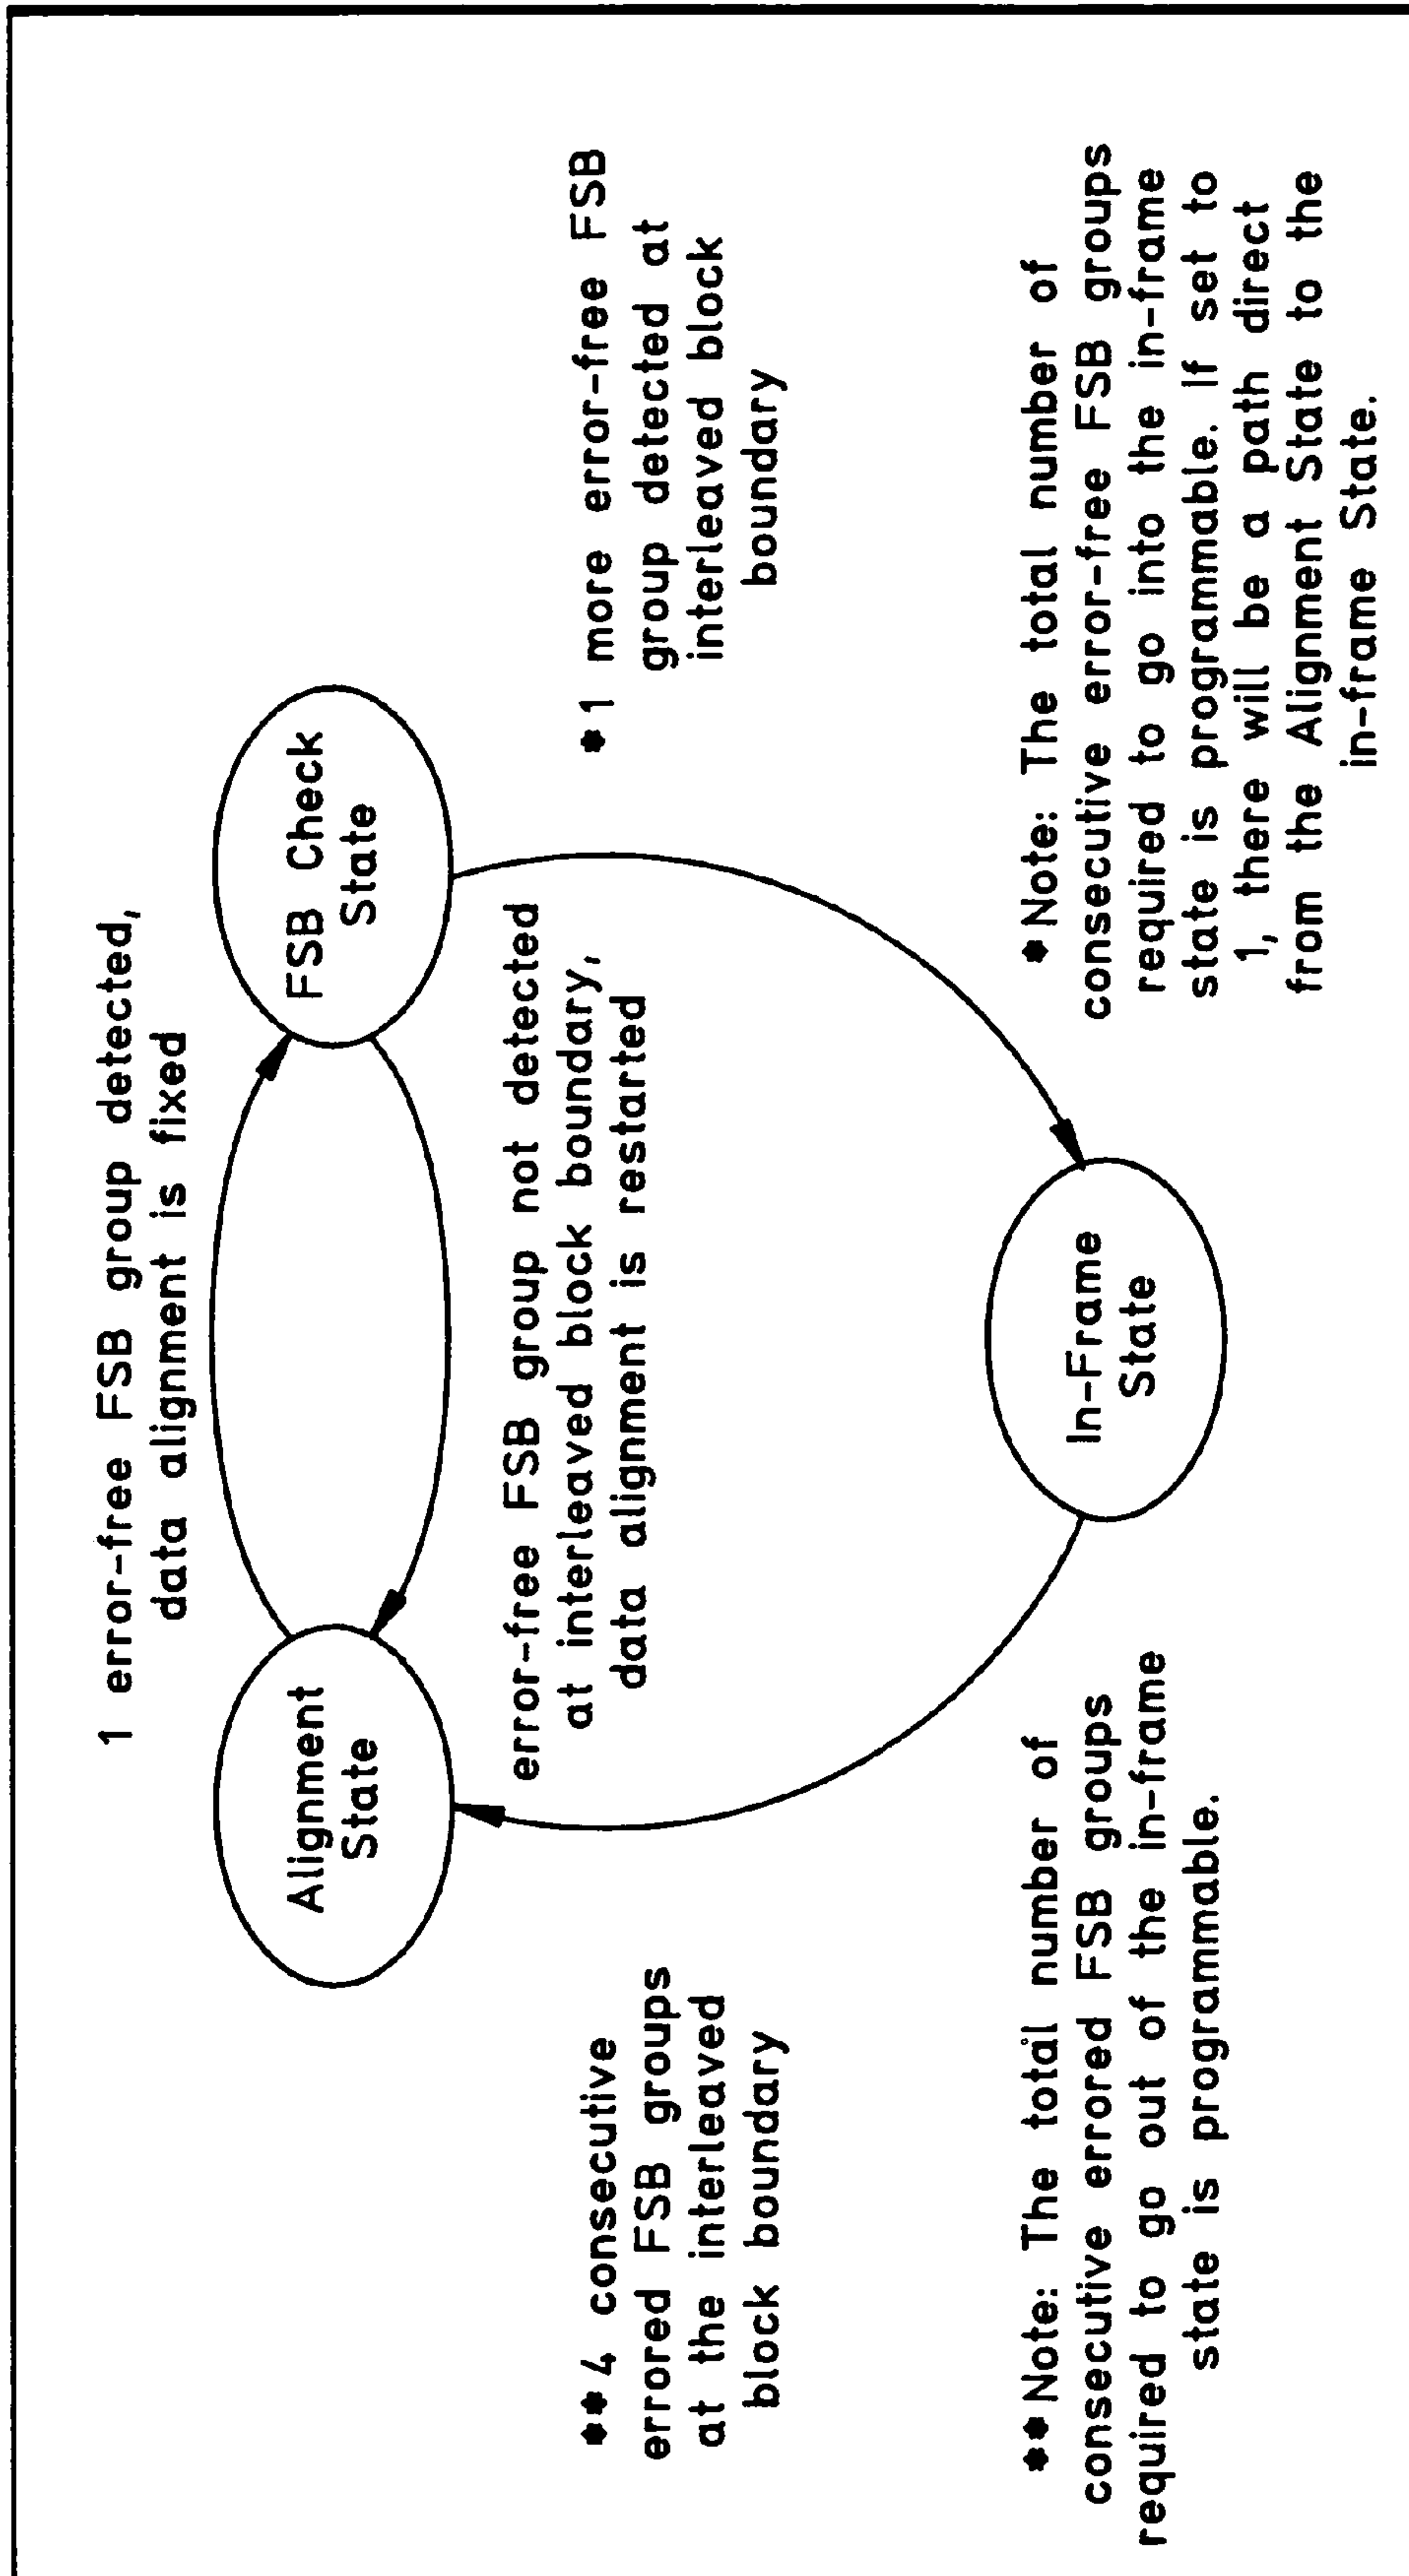 1 error-free FSB group detected,
data alignment is fixed
Alignment
State
FSB Check
State
error-free FSB group not detected
at interleaved block boundary,
data alignment is restarted
** 4 consecutive
errored FSB groups
at the interleaved
block boundary
* 1 more error-free FSB
group detected at
interleaved block
boundary
In-Frame
State
** Note: The total number of
consecutive errored FSB groups
required to go out of the in-frame
state is programmable.
* Note: The total number of
consecutive error-free FSB groups
required to go into the in-frame
state is programmable. If set to
1, there will be a path direct
from the Alignment State to the
in-frame State.